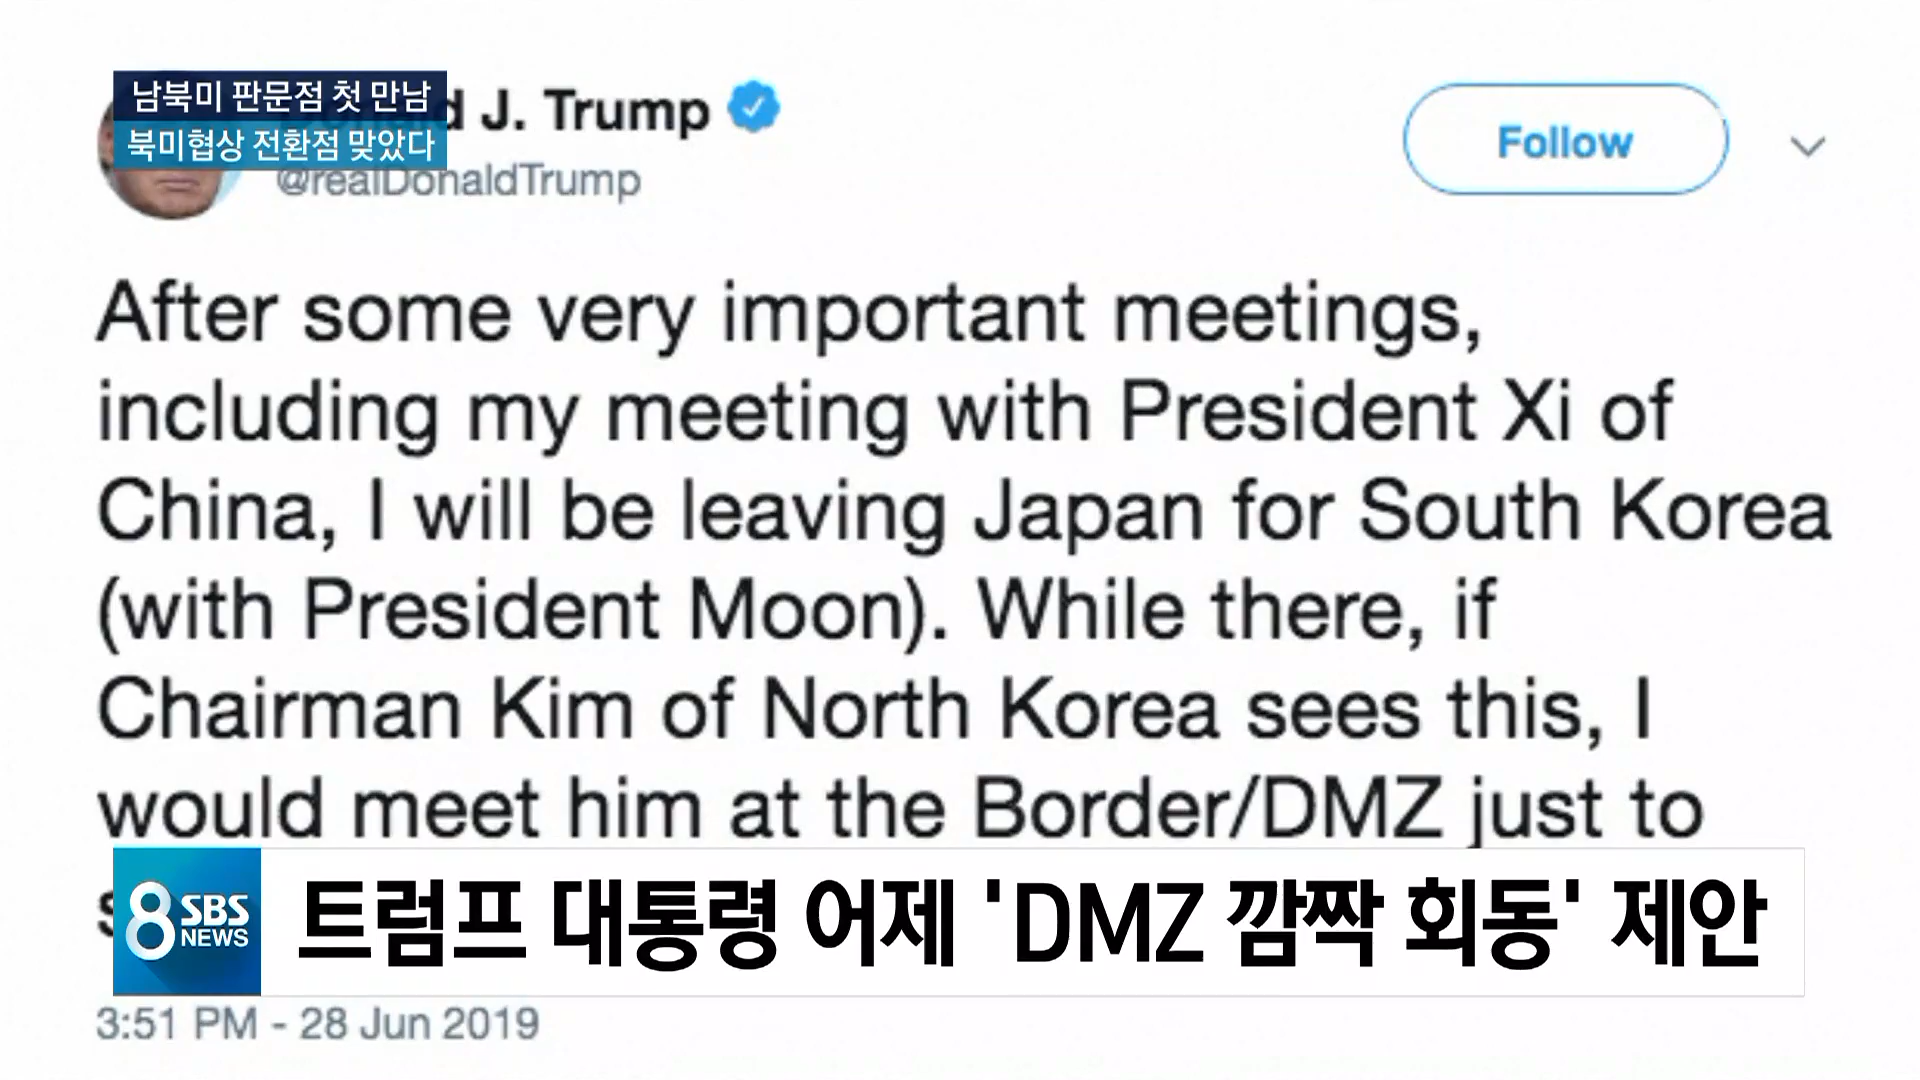 남북미 판문점 첫 만남
북미협상 전환점 맞았다
d J. Trump
@realDonaldTrump
Follow
After some very important meetings,
including my meeting with President Xi of
China, I will be leaving Japan for South Korea
(with President Moon). While there, if
Chairman Kim of North Korea sees this, I
would meet him at the Border/DMZ just to
8 SBS NEWS
트럼프 대통령 어제 'DMZ 깜짝 회동' 제안
3:51 PM - 28 Jun 2019